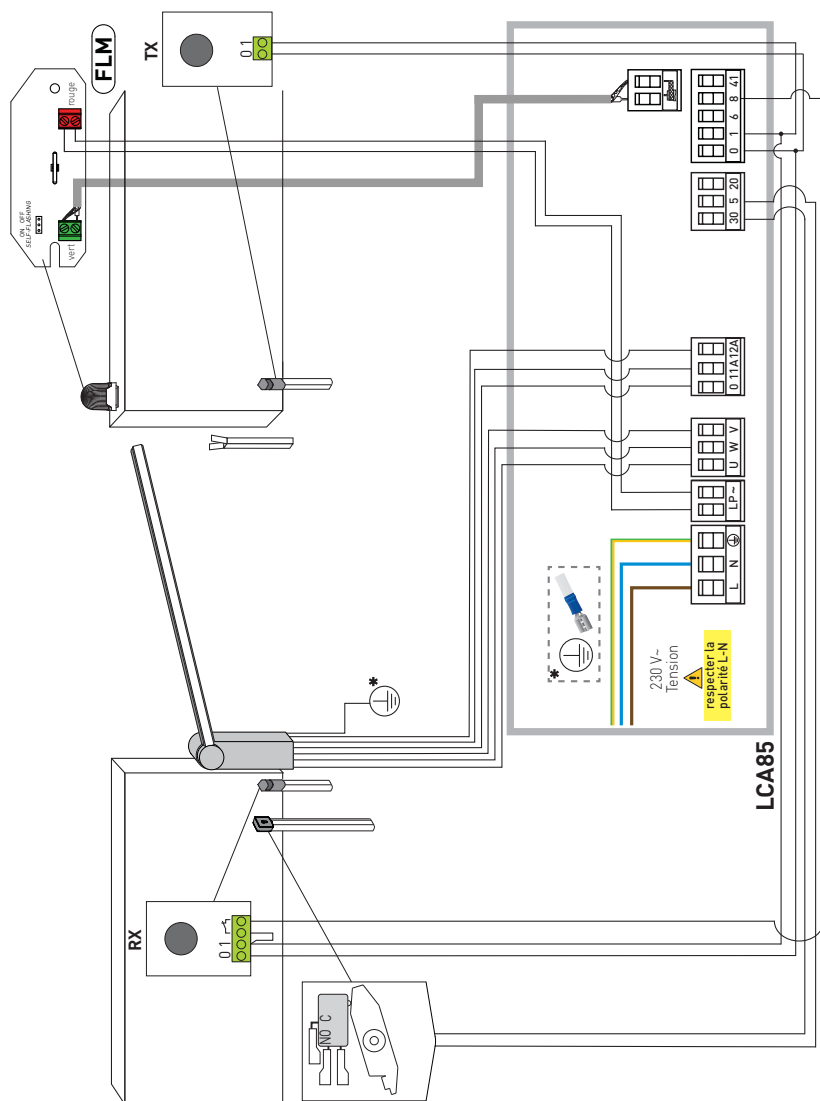 FLM
rouge
ON OFF
SELF-FLASHING
vert
TX
0 1
0 1 6 8 41
30 5 20
0 11A 12A
U W V
LP ~
L N
*
230 V~
Tension
respecter la
polarité L-N
*
LCA85
RX
0 1
NO C